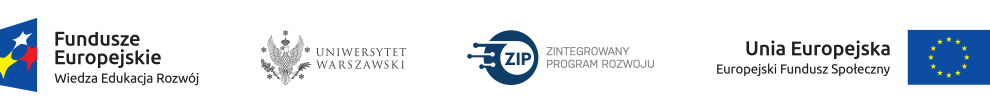 Fundusze
Europejskie
Wiedza Edukacja Rozwój
UNIWERSYTET
WARSZAWSKI
ZIP
ZINTEGROWANY
PROGRAM ROZWOJU
Unia Europejska
Europejski Fundusz Społeczny